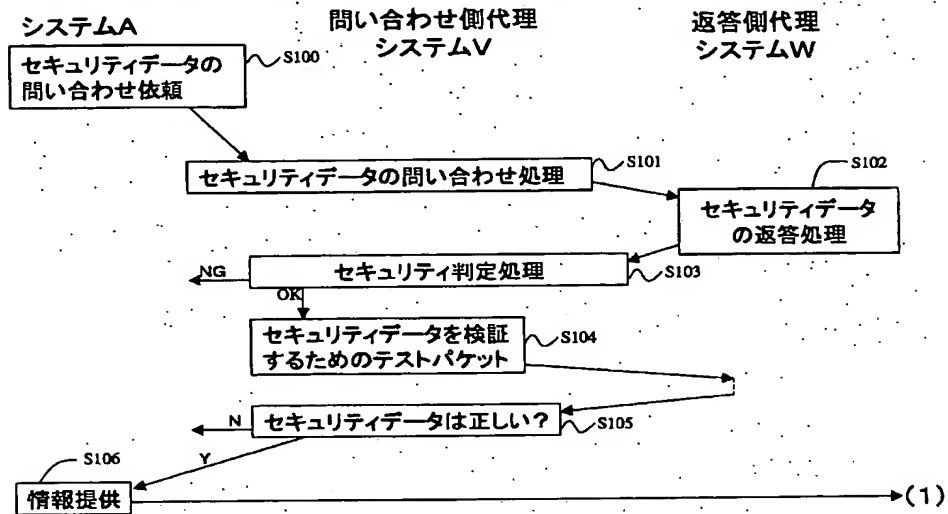 システムA
問い合わせ側代理
システムV
返答側代理
システムW
セキュリティデータの
問い合わせ依頼
S100
セキュリティデータの問い合わせ処理
S101
S102
セキュリティデータ
の返答処理
NG
セキュリティ判定処理
S103
OK
セキュリティデータを検証
するためのテストパケット
S104
N
セキュリティデータは正しい?
S105
Y
S106
情報提供
(1)